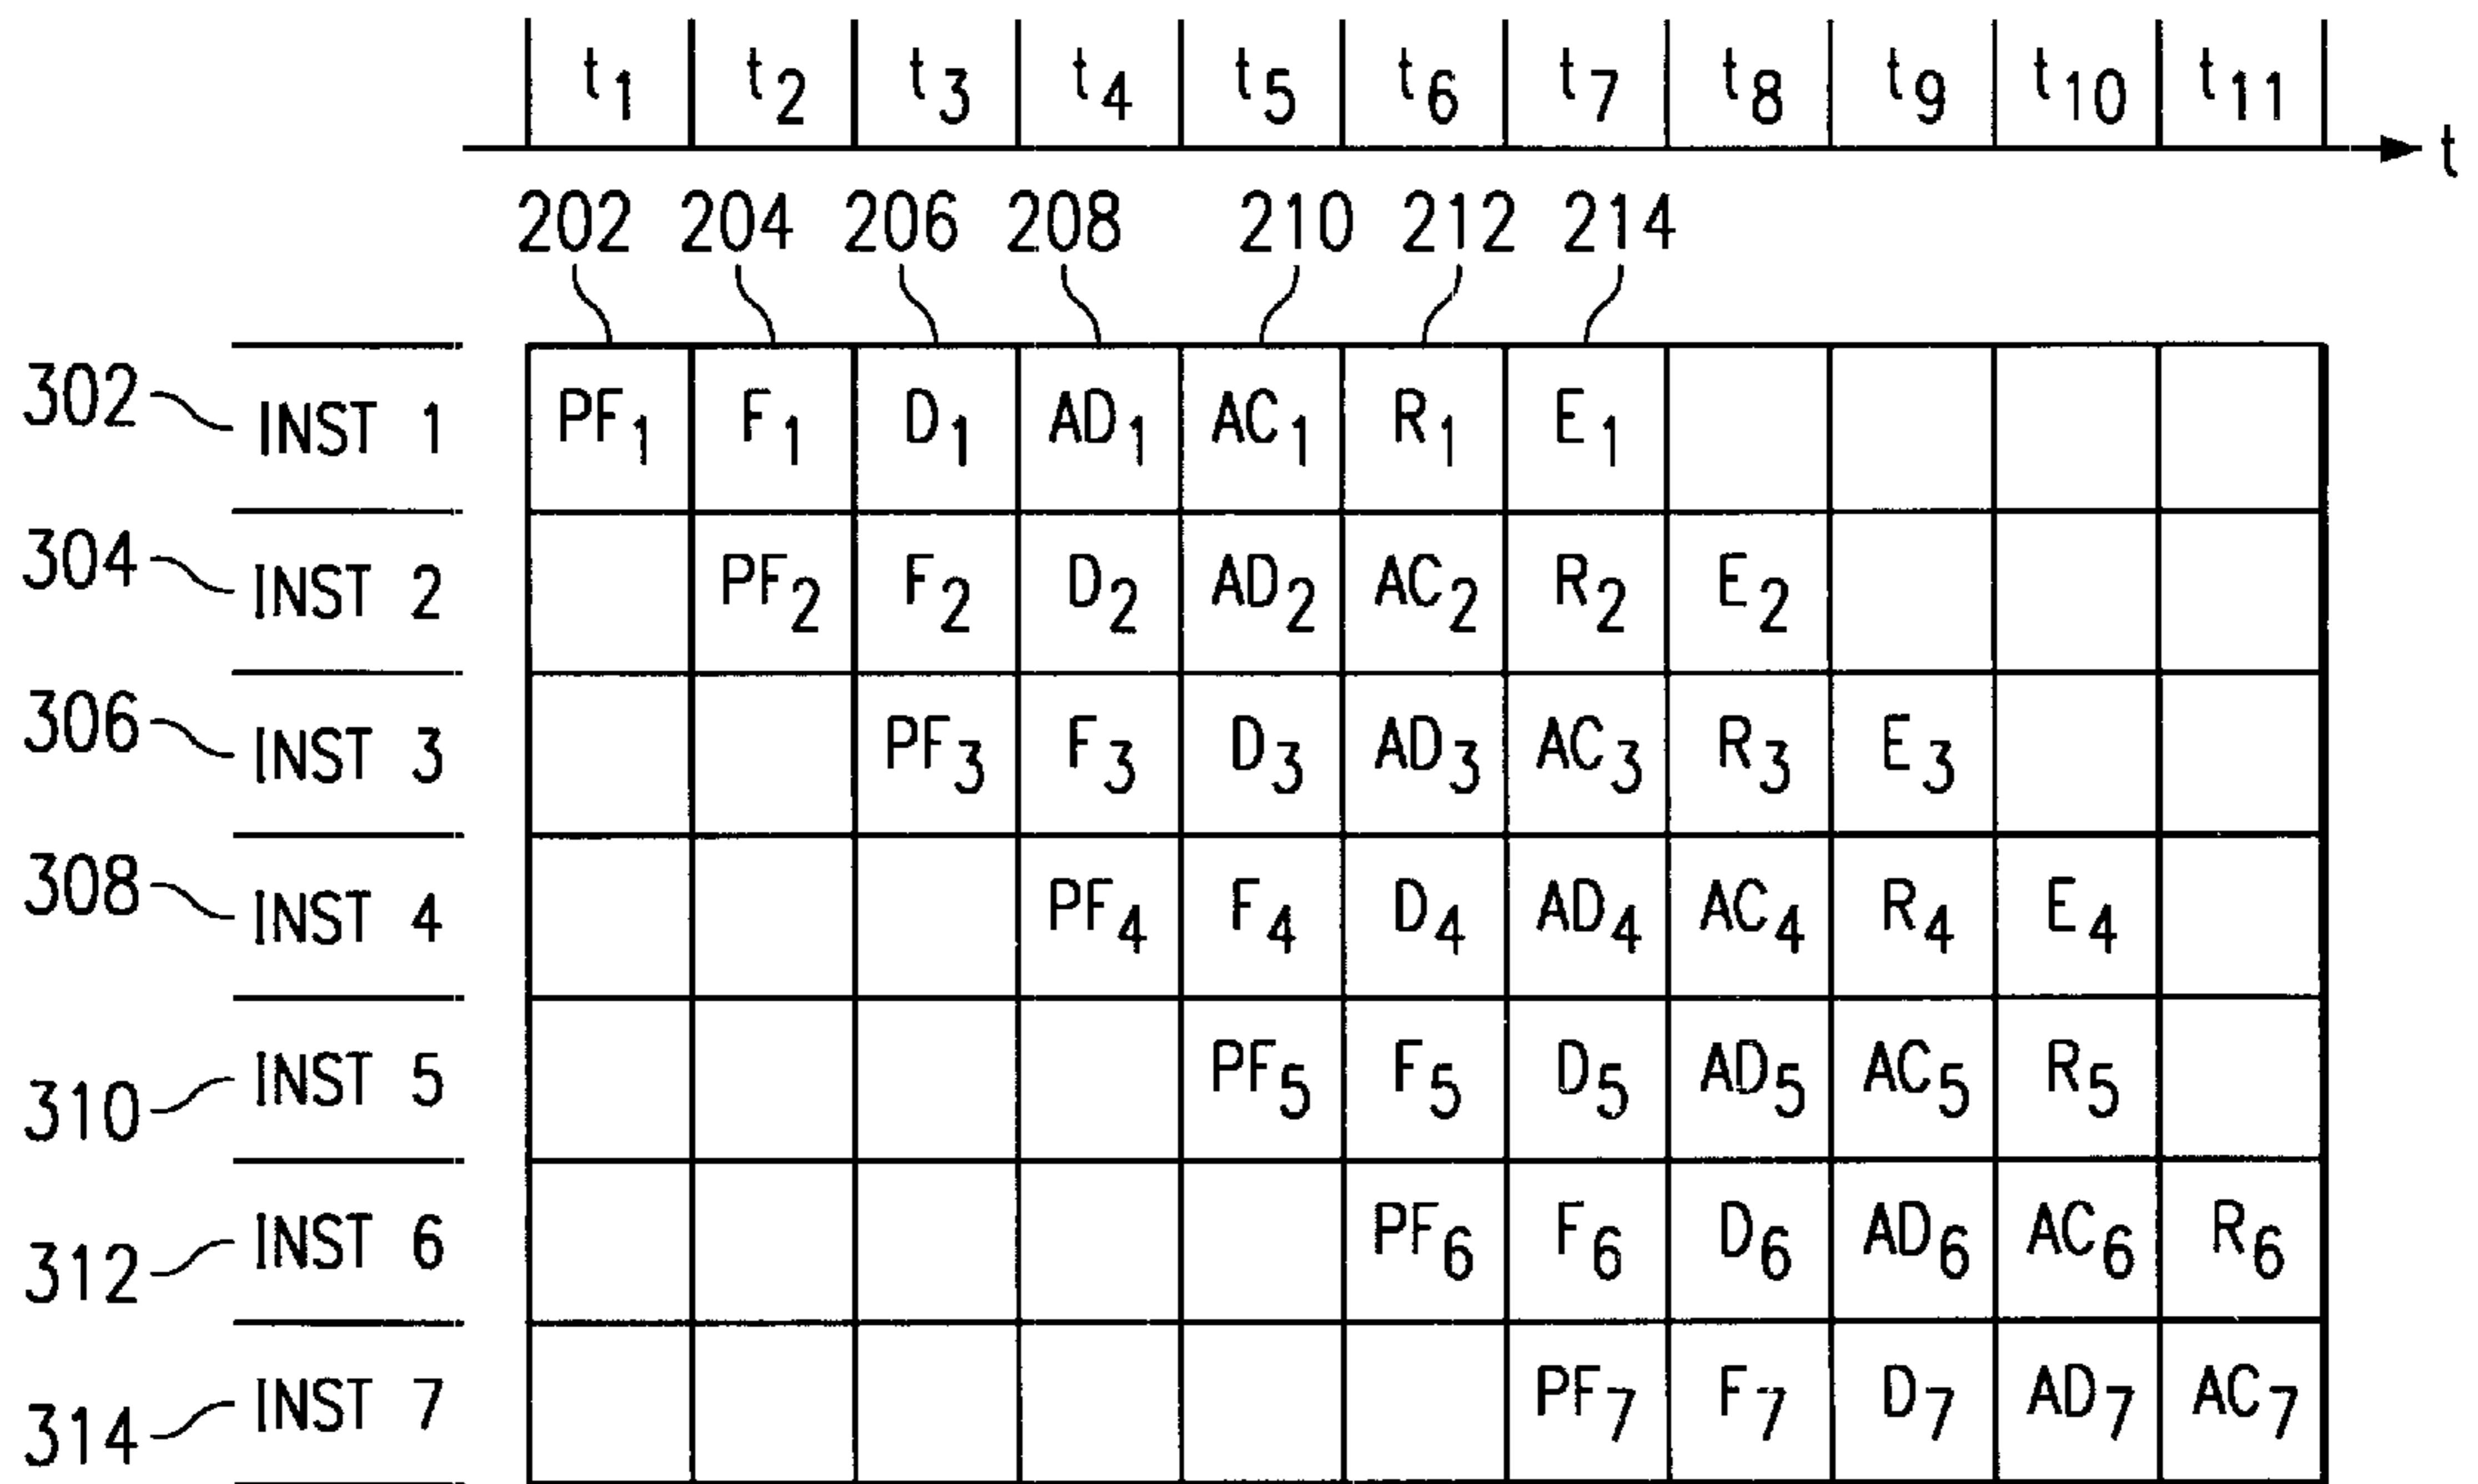 t1 t2 t3 t4 t5 t6 t7 t8 t9 t10 t11
t
202 204 206 208 210 212 214
302 INST 1 PF1 F1 D1 AD1 AC1 R1 E1
304 INST 2 PF2 F2 D2 AD2 AC2 R2 E2
306 INST 3 PF3 F3 D3 AD3 AC3 R3 E3
308 INST 4 PF4 F4 D4 AD4 AC4 R4 E4
310 INST 5 PF5 F5 D5 AD5 AC5 R5
312 INST 6 PF6 F6 D6 AD6 AC6 R6
314 INST 7 PF7 F7 D7 AD7 AC7